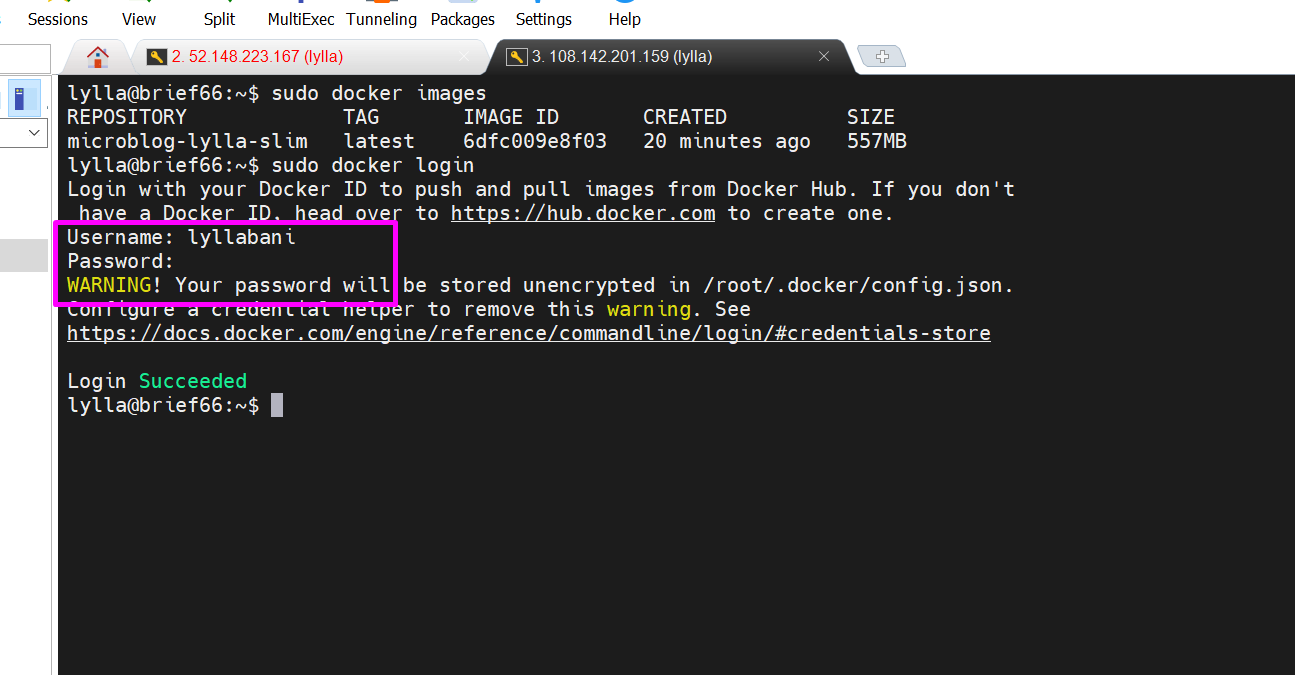 Sessions View Split MultiExec Tunneling Packages Settings Help
2. 52.148.223.167 (lylla) 3. 108.142.201.159 (lylla)
lylla@brief66:~$ sudo docker images
REPOSITORY TAG IMAGE ID CREATED SIZE
microblog-lylla-slim latest 6dfc009e8f03 20 minutes ago 557MB
lylla@brief66:~$ sudo docker login
Login with your Docker ID to push and pull images from Docker Hub. If you don't
have a Docker ID, head over to https://hub.docker.com to create one.
Username: lyllabani
Password:
WARNING! Your password will be stored unencrypted in /root/.docker/config.json.
Configure a credential helper to remove this warning. See
https://docs.docker.com/engine/reference/commandline/login/#credentials-store
Login Succeeded
lylla@brief66:~$